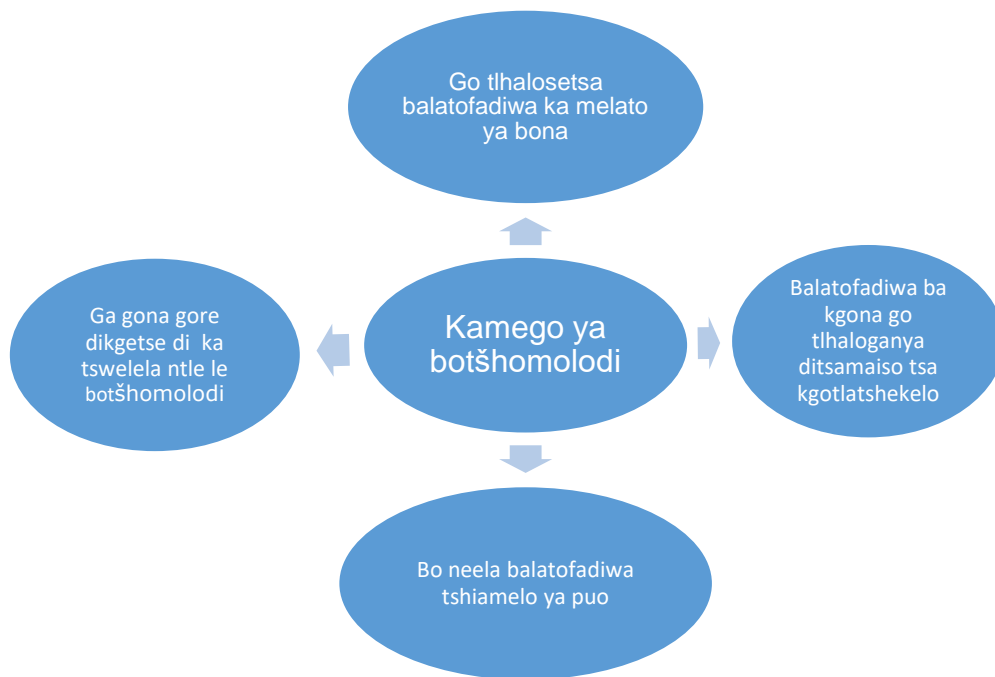 Go tlhalosetsa
balatofadiwa ka melato
ya bona
Ga gona gore
dikgetse di ka
tswelela ntle le
botšhomolodi
Kamego ya
botšhomolodi
Balatofadiwa ba
kgona go
tlhaloganya
ditsamaiso tsa
kgotlatshekelo
Bo neela balatofadiwa
tshiamelo ya puo